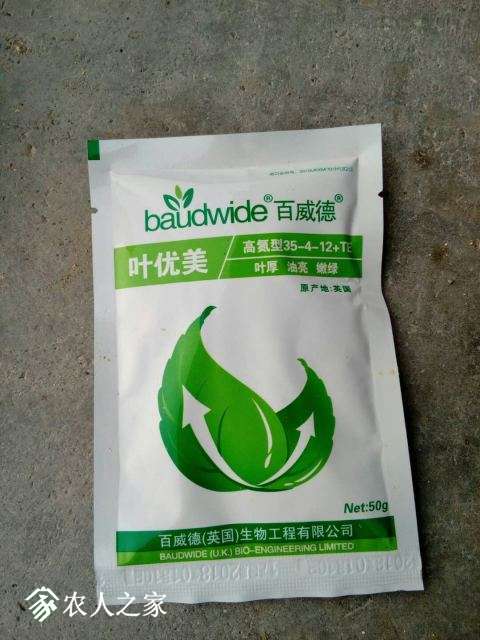 baudwide® 百威德®
叶优美
高氮型35-4-12+TE
叶厚 油亮 嫩绿
原产地:英国
Net:50g
百威德(英国)生物工程有限公司
BAUDWIDE (U.K.) BIO-ENGINEERING LIMITED
农人之家